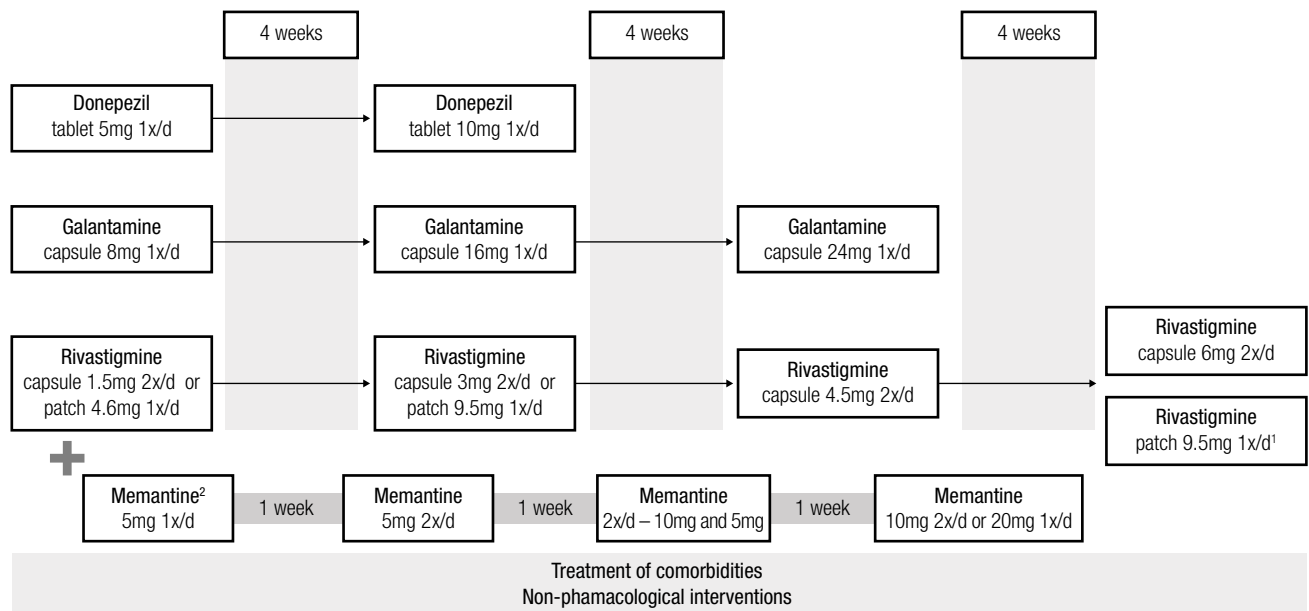 4 weeks
4 weeks
4 weeks
Donepezil
tablet 5mg 1x/d
Donepezil
tablet 10mg 1x/d
Galantamine
capsule 8mg 1x/d
Galantamine
capsule 16mg 1x/d
Galantamine
capsule 24mg 1x/d
Rivastigmine
capsule 1.5mg 2x/d or
patch 4.6mg 1x/d
Rivastigmine
capsule 3mg 2x/d or
patch 9.5mg 1x/d
Rivastigmine
capsule 4.5mg 2x/d
Rivastigmine
capsule 6mg 2x/d
Rivastigmine
patch 9.5mg 1x/d¹
+
Memantine²
5mg 1x/d
1 week
Memantine
5mg 2x/d
1 week
Memantine
2x/d – 10mg and 5mg
1 week
Memantine
10mg 2x/d or 20mg 1x/d
Treatment of comorbidities
Non-phamacological interventions